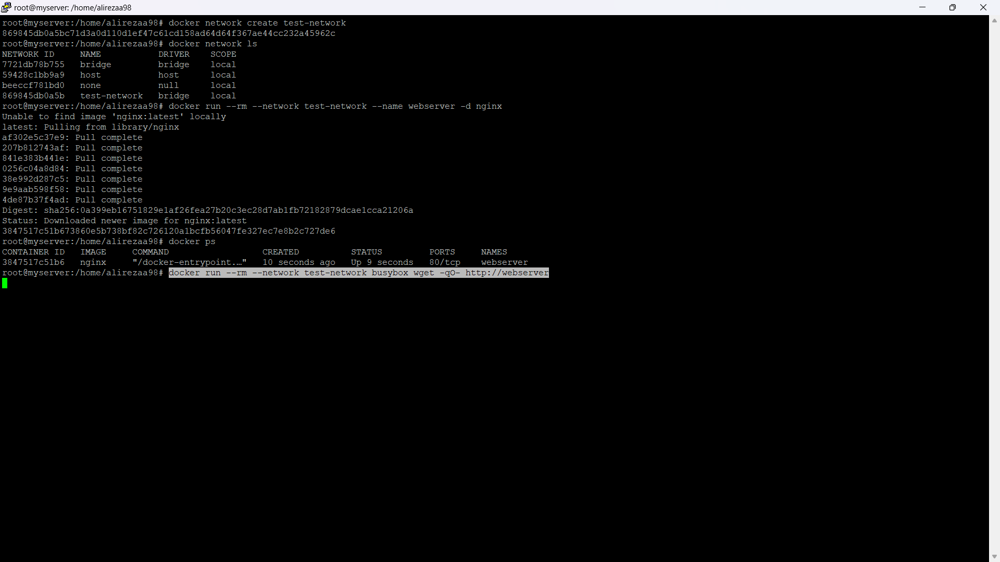 root@myserver: /home/alirezaa98
root@myserver:/home/alirezaa98# docker network create test-network
869845db0a5bc71d3a0d110d1ef47c61cd158ad64d64f367ae44cc232a45962c
root@myserver:/home/alirezaa98# docker network ls
NETWORK ID     NAME           DRIVER    SCOPE
7721db78b755   bridge         bridge    local
59428c1bb9a9   host           host      local
beeccf781bd0   none           null      local
869845db0a5b   test-network   bridge    local
root@myserver:/home/alirezaa98# docker run --rm --network test-network --name webserver -d nginx
Unable to find image 'nginx:latest' locally
latest: Pulling from library/nginx
af302e5c37e9: Pull complete
207b812743af: Pull complete
841e383b441e: Pull complete
0256c04a8d84: Pull complete
38e992d287c5: Pull complete
9e9aab598f58: Pull complete
4de87b37f4ad: Pull complete
Digest: sha256:0a399eb16751829e1af26fea27b20c3ec28d7ab1fb72182879dcae1cca21206a
Status: Downloaded newer image for nginx:latest
3847517c51b673860e5b738bf82c726120a1bcfb56047fe327ec7e8b2c727de6
root@myserver:/home/alirezaa98# docker ps
CONTAINER ID   IMAGE     COMMAND                  CREATED          STATUS         PORTS     NAMES
3847517c51b6   nginx     "/docker-entrypoint.…"   10 seconds ago   Up 9 seconds   80/tcp    webserver
root@myserver:/home/alirezaa98# docker run --rm --network test-network busybox wget -qO- http://webserver